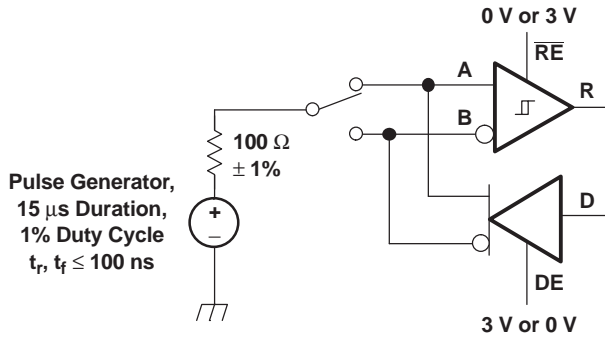 0 V or 3 V
RE
A
R
B
100 Ω
± 1%
Pulse Generator,
15 μs Duration,
1% Duty Cycle
tr, tf ≤ 100 ns
+
–
D
DE
3 V or 0 V